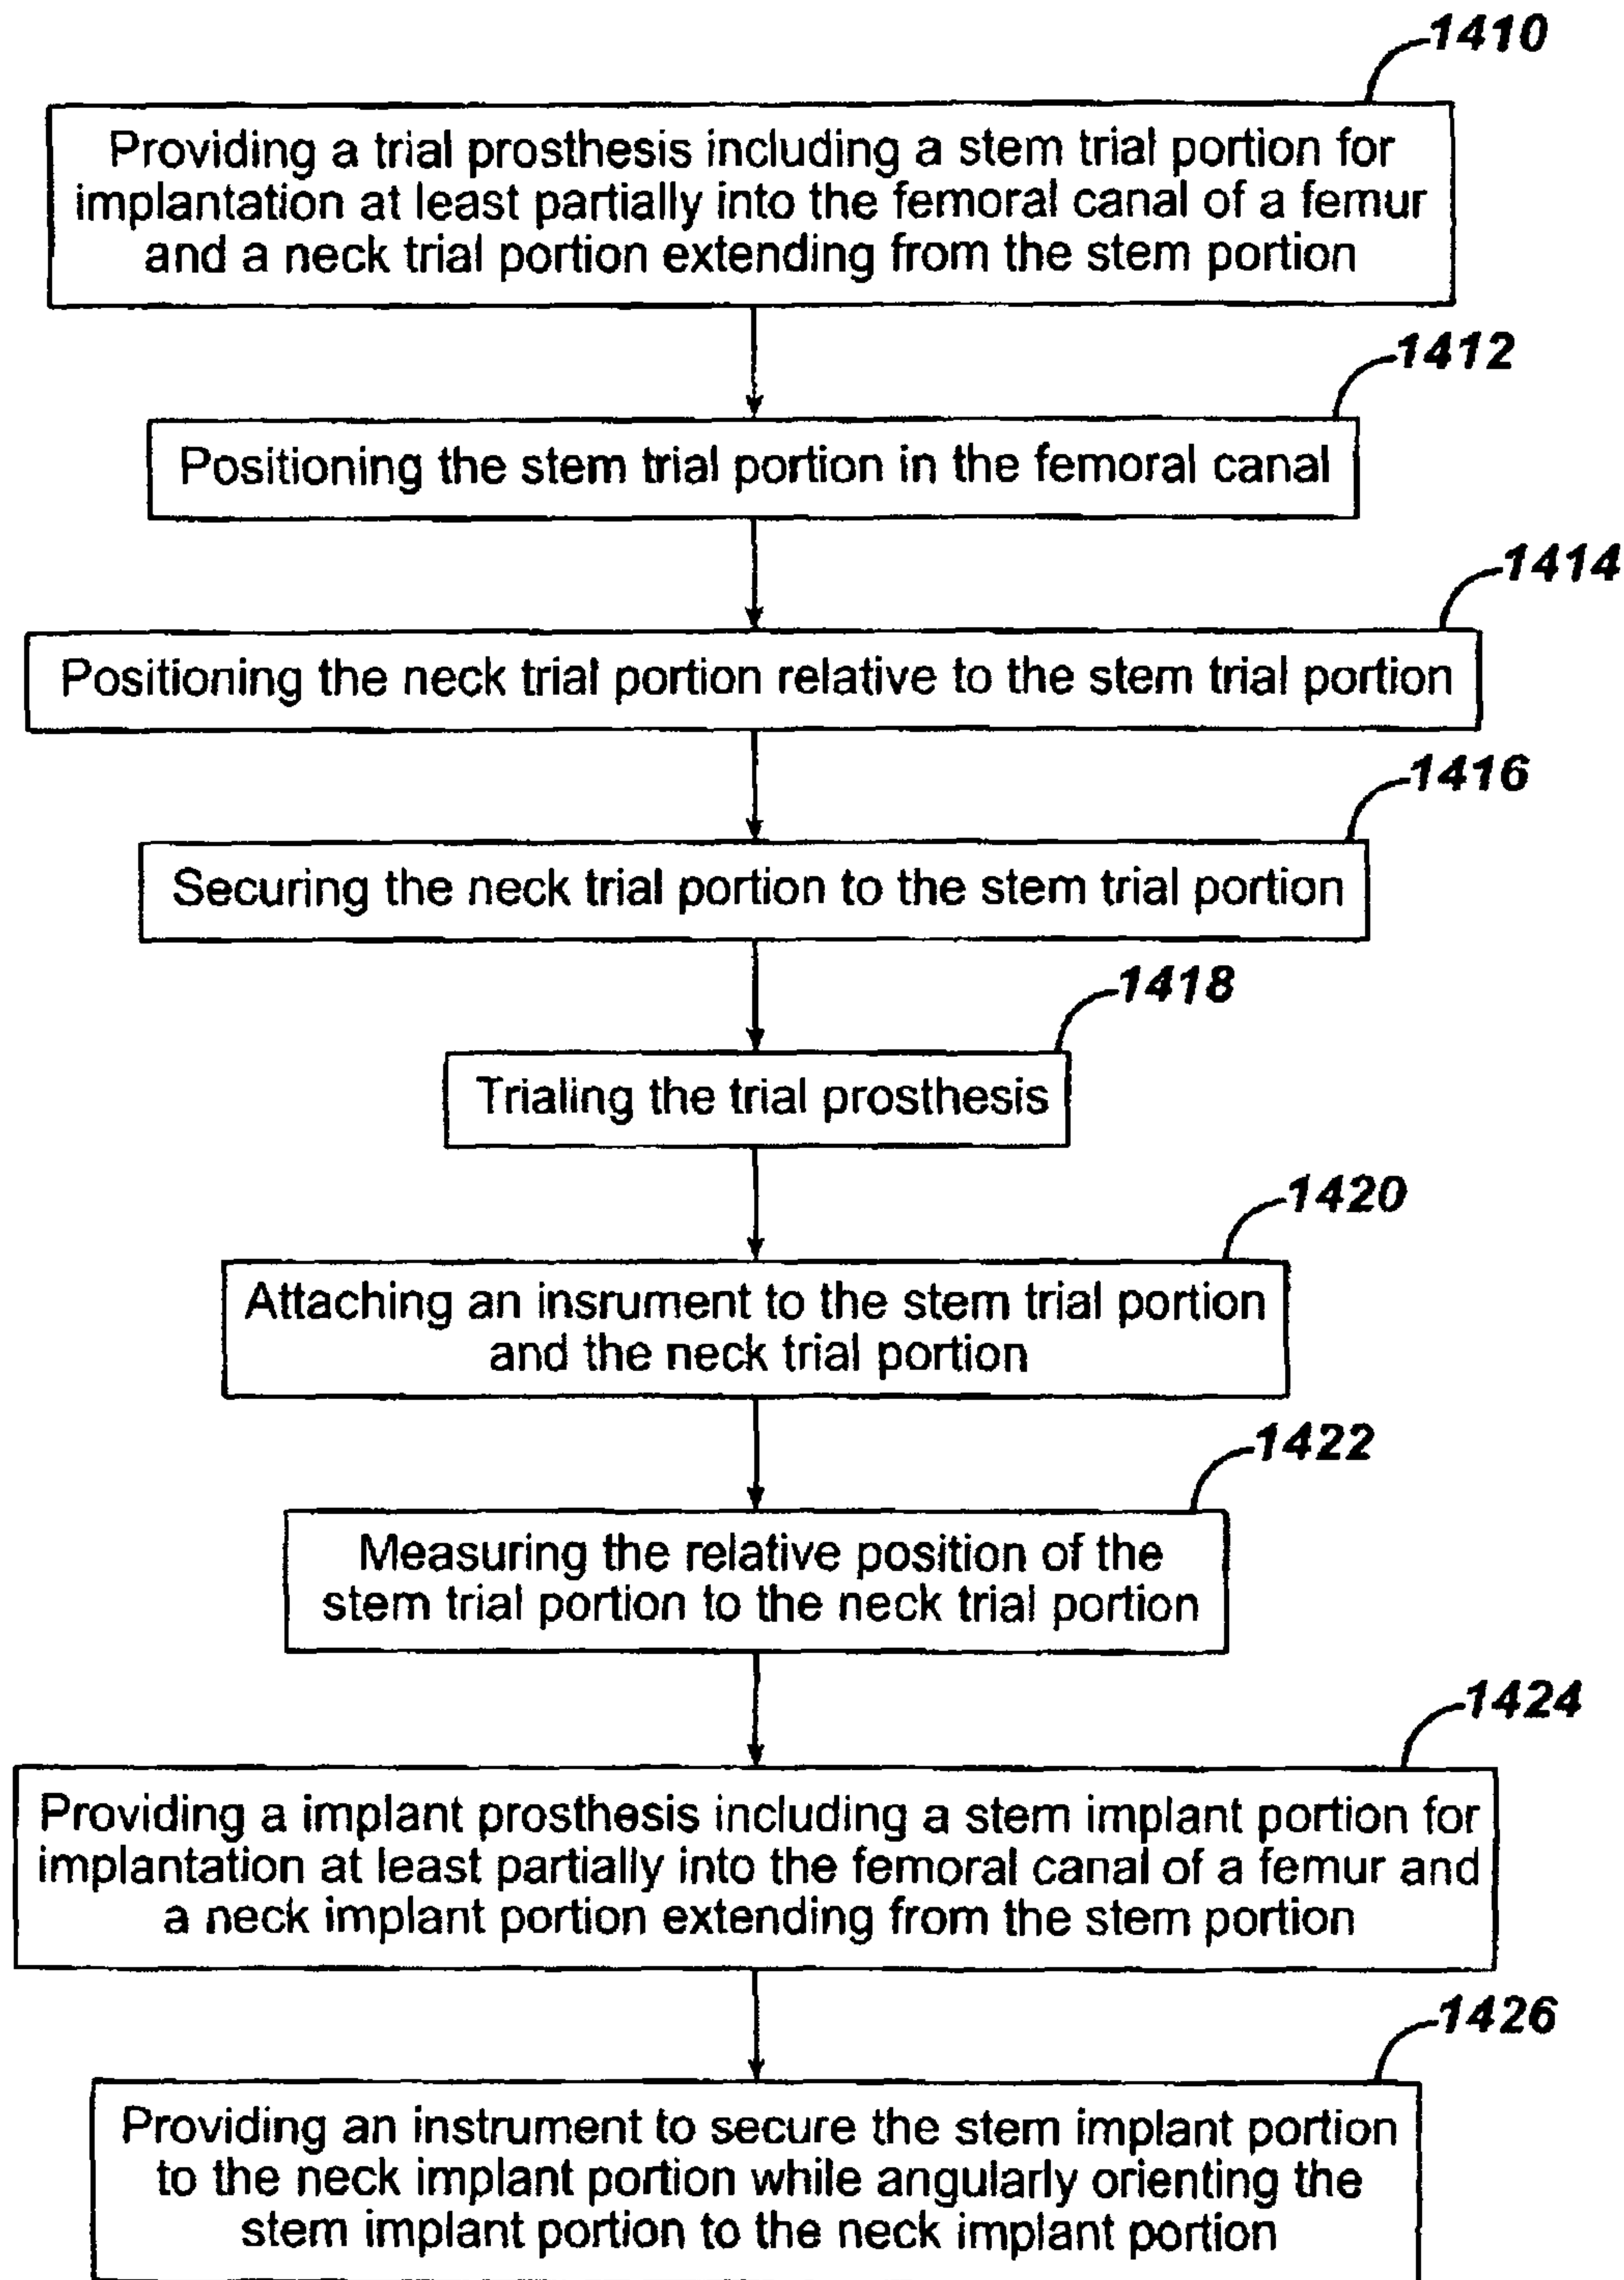 1410
Providing a trial prosthesis including a stem trial portion for
implantation at least partially into the femoral canal of a femur
and a neck trial portion extending from the stem portion
1412
Positioning the stem trial portion in the femoral canal
1414
Positioning the neck trial portion relative to the stem trial portion
1416
Securing the neck trial portion to the stem trial portion
1418
Trialing the trial prosthesis
1420
Attaching an insrument to the stem trial portion
and the neck trial portion
1422
Measuring the relative position of the
stem trial portion to the neck trial portion
1424
Providing a implant prosthesis including a stem implant portion for
implantation at least partially into the femoral canal of a femur and
a neck implant portion extending from the stem portion
1426
Providing an instrument to secure the stem implant portion
to the neck implant portion while angularly orienting the
stem implant portion to the neck implant portion